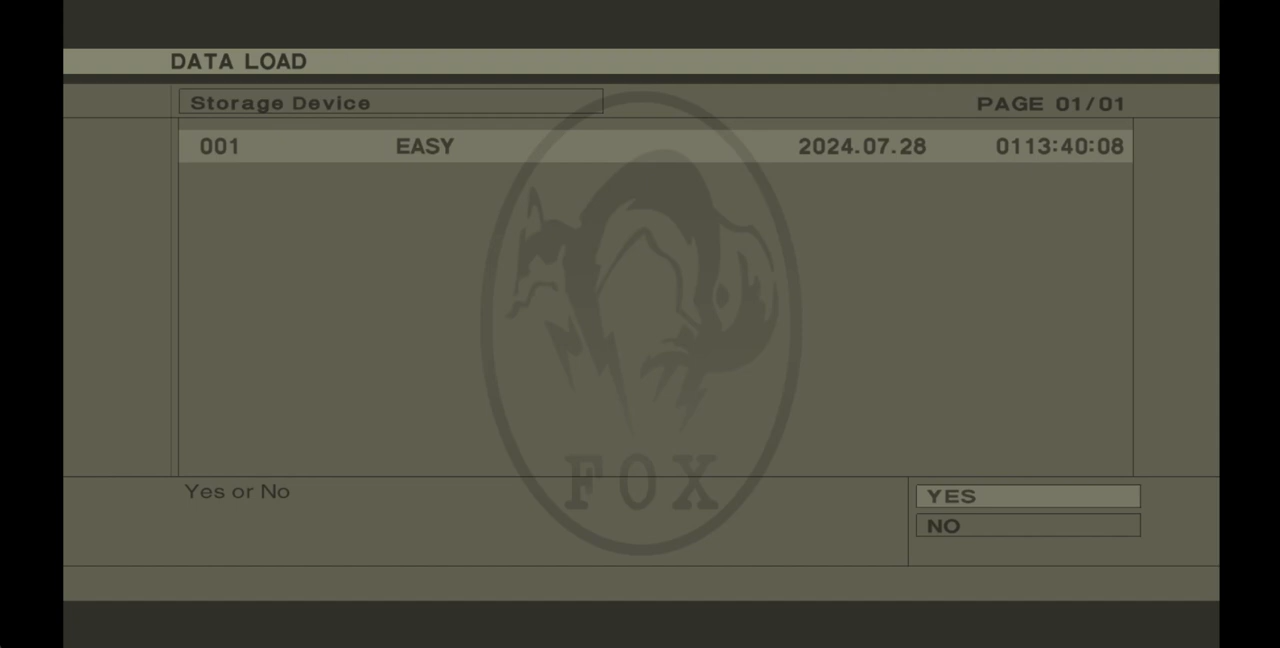 DATA LOAD
Storage Device PAGE 01/01
001 EASY 2024.07.28 0113:40:08
FOX
Yes or No
YES
NO